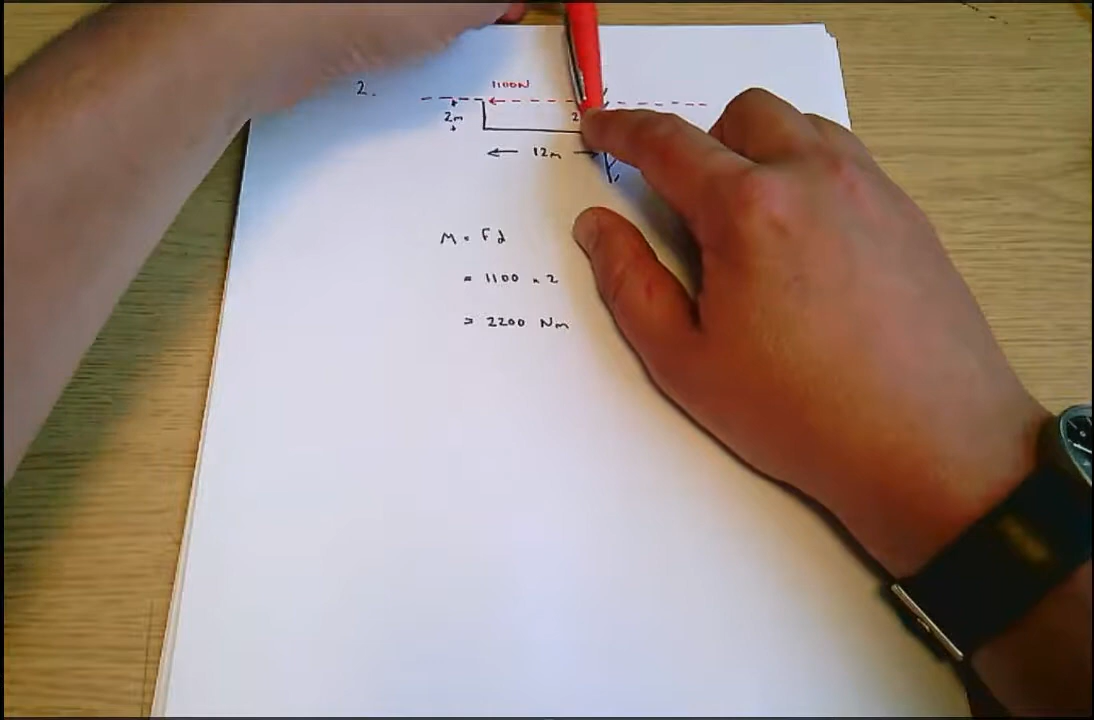 2.
1100N
2m
2
12m
M = Fd
= 1100 x 2
= 2200 Nm